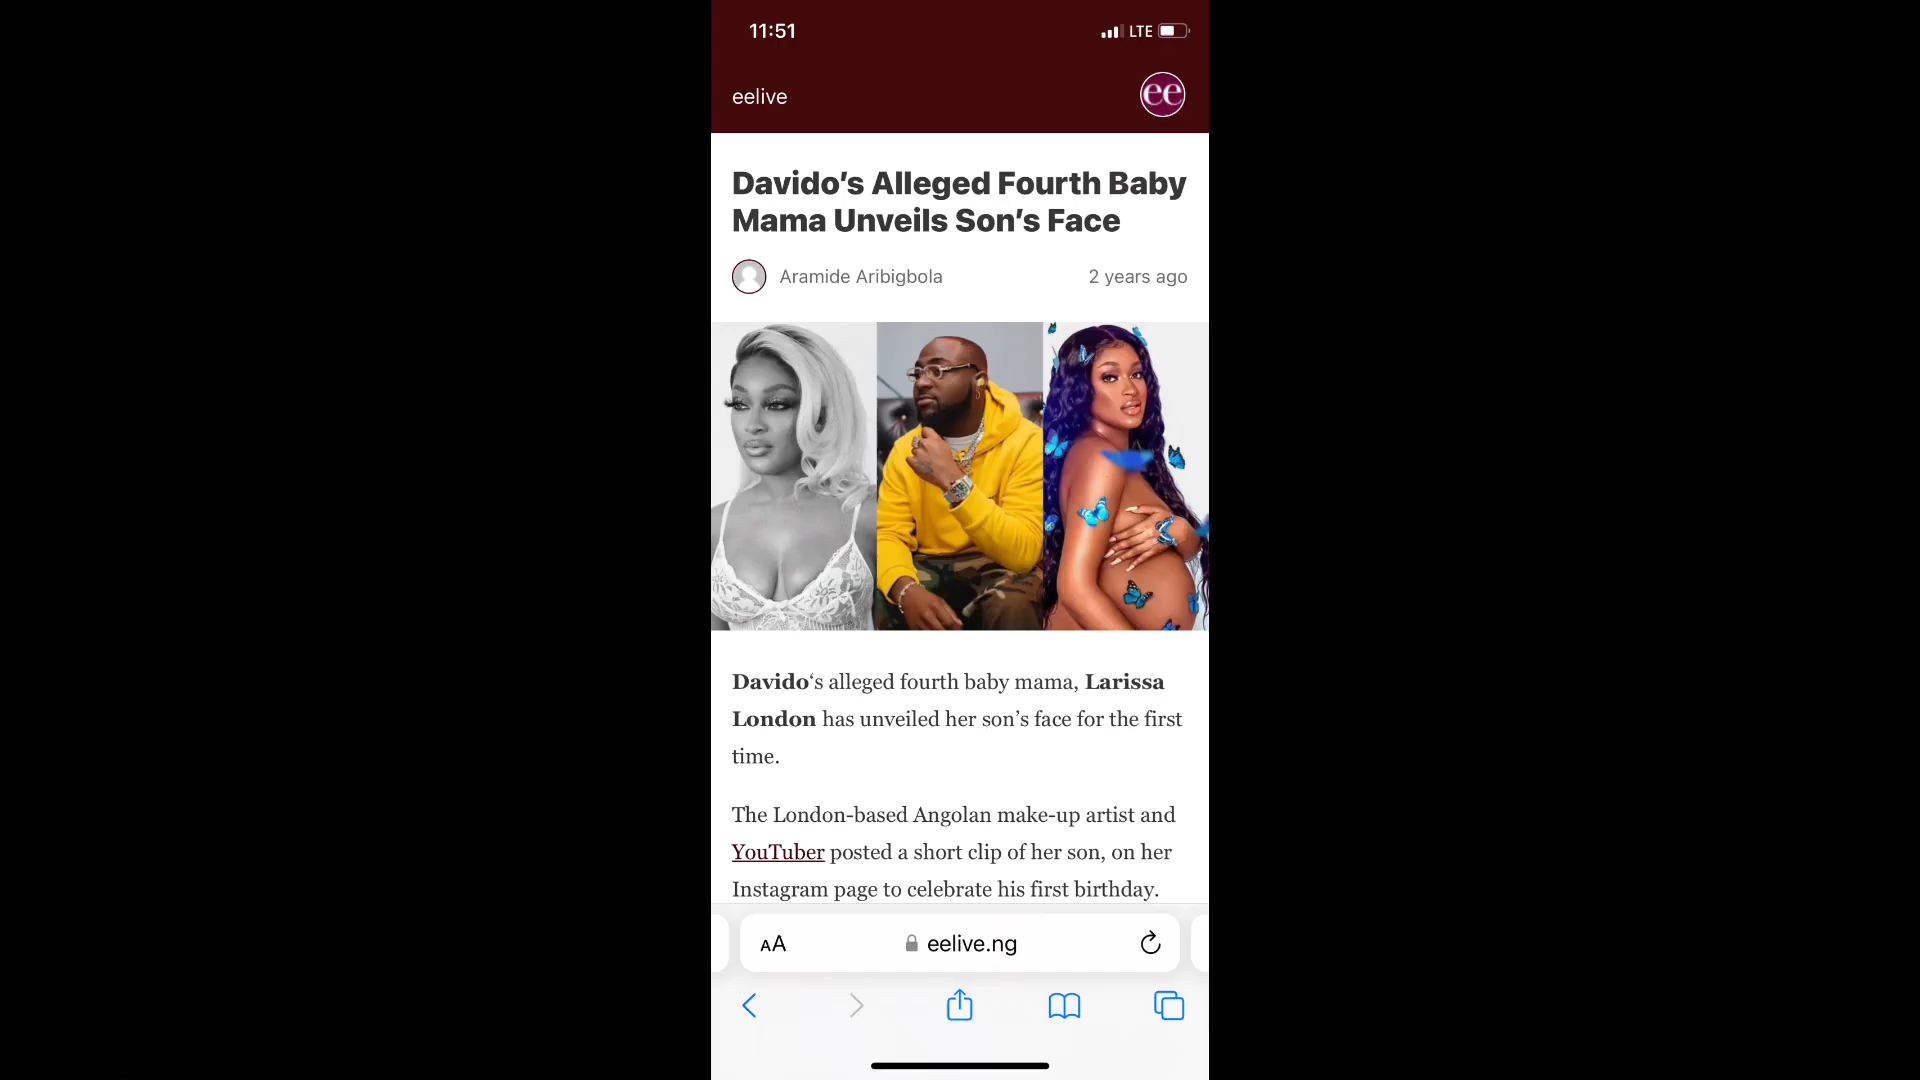 11:51
LTE
eelive
ee
Davido's Alleged Fourth Baby
Mama Unveils Son's Face
Aramide Aribigbola
2 years ago
Davido‘s alleged fourth baby mama, Larissa
London has unveiled her son’s face for the first
time.
The London-based Angolan make-up artist and
YouTuber posted a short clip of her son, on her
Instagram page to celebrate his first birthday.
AA
eelive.ng